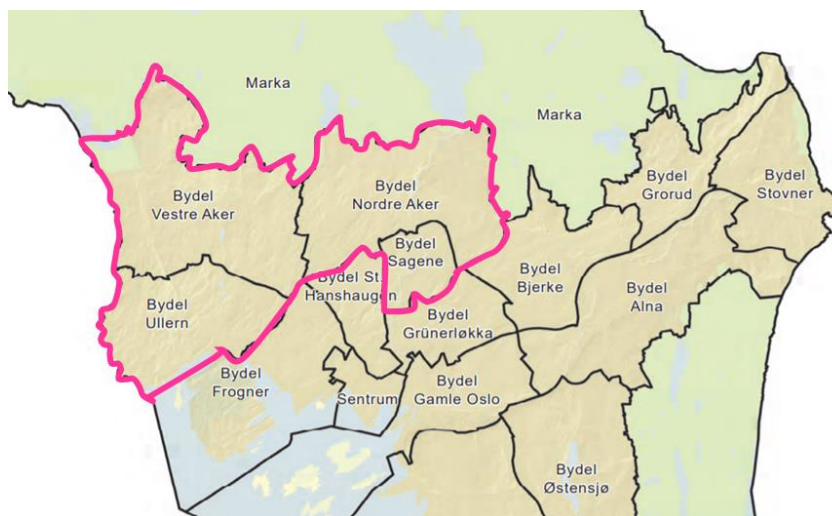 Marka
Marka
Bydel
Vestre Aker
Bydel
Nordre Aker
Bydel
Grorud
Bydel
Stovner
Bydel
Sagene
Bydel
Ullern
Bydel St.
Hanshaugen
Bydel
Bjerke
Bydel
Alna
Bydel
Grünerløkka
Bydel
Frogner
Sentrum
Bydel
Gamle Oslo
Bydel
Østensjø